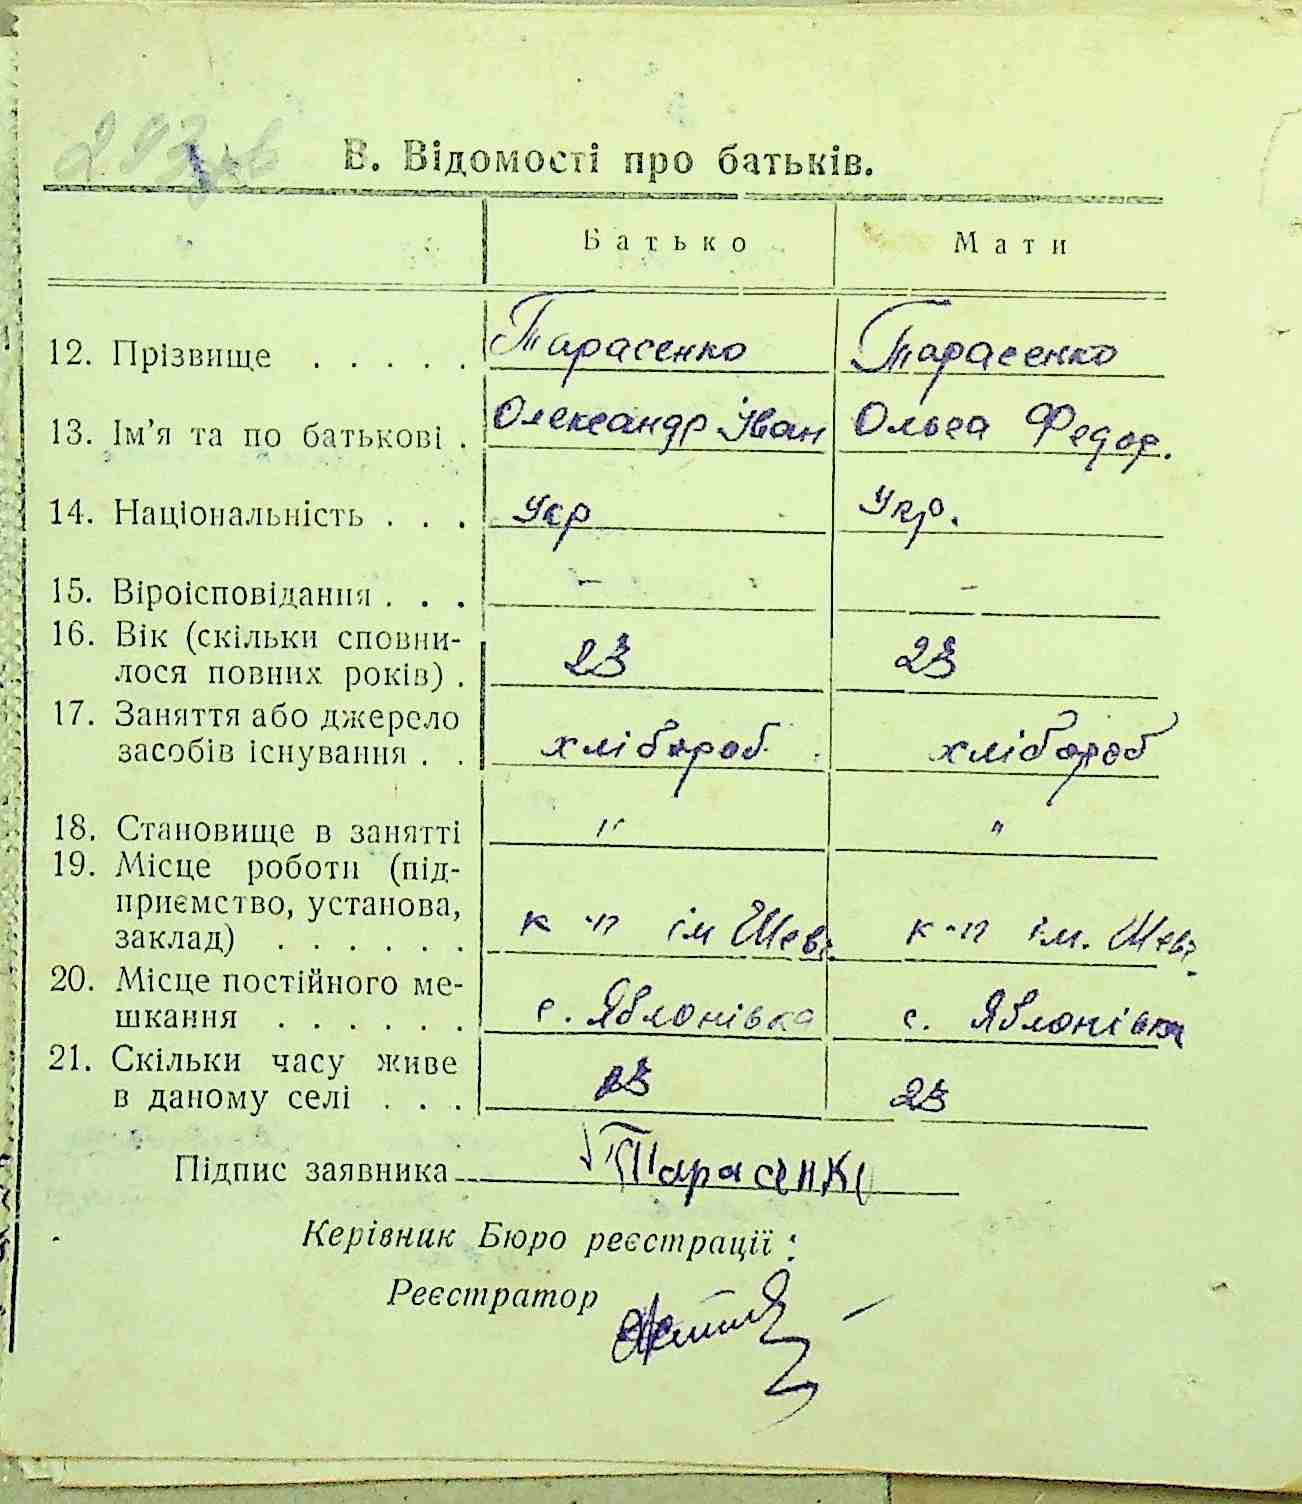 В. Відомості про батьків.
Батько Мати
12. Прізвище . . . . . Тарасенко Тарасенко
13. Ім'я та по батькові . Олександр Іван Ольга Федор.
14. Національність . . . Укр Укр.
15. Віроісповідання . . . - -
16. Вік (скільки сповни-
лося повних років) . 23 23
17. Заняття або джерело
засобів існування . . хлібороб хлібороб
18. Становище в занятті " "
19. Місце роботи (під-
приємство, установа,
заклад) . . . . . . к-п ім Шевч. к-п ім. Шевч.
20. Місце постійного ме-
шкання . . . . . . с. Яблонівка с. Яблонівка
21. Скільки часу живе
в даному селі . . . 23 23
Підпис заявника Тарасенко
Керівник Бюро реєстрації:
Реєстратор